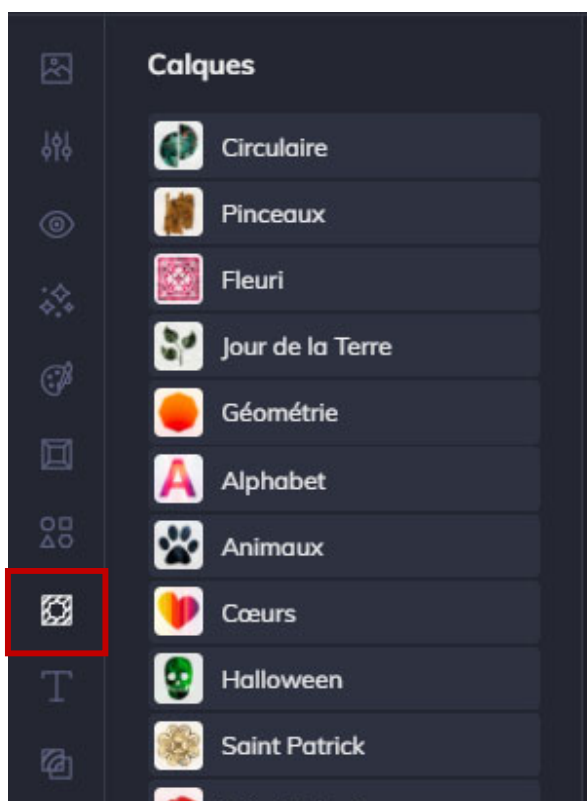 Calques
Circulaire
Pinceaux
Fleuri
Jour de la Terre
Géométrie
Alphabet
Animaux
Cœurs
Halloween
Saint Patrick